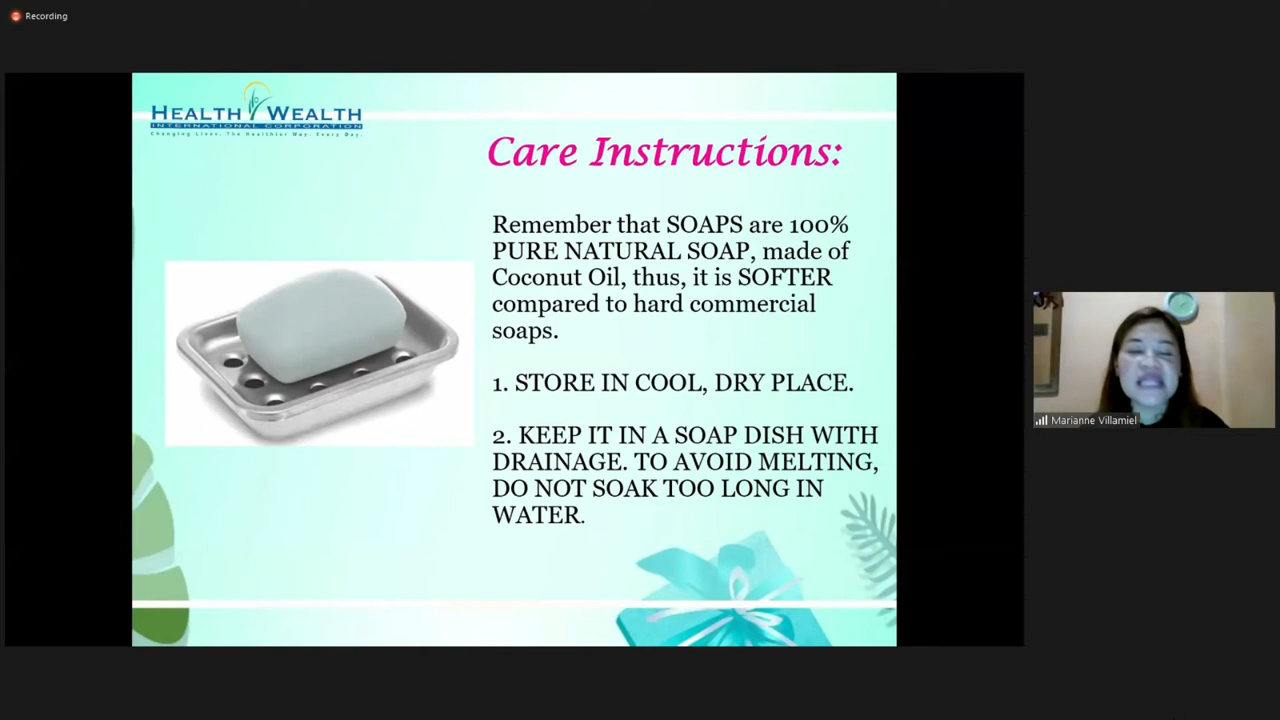 Recording
HEALTH WEALTH
INTERNATIONAL CORPORATION
Changing Lives. The Healthier Way. Every Day.
Care Instructions:
Remember that SOAPS are 100%
PURE NATURAL SOAP, made of
Coconut Oil, thus, it is SOFTER
compared to hard commercial
soaps.
1. STORE IN COOL, DRY PLACE.
2. KEEP IT IN A SOAP DISH WITH
DRAINAGE. TO AVOID MELTING,
DO NOT SOAK TOO LONG IN
WATER.
Marianne Villamiel